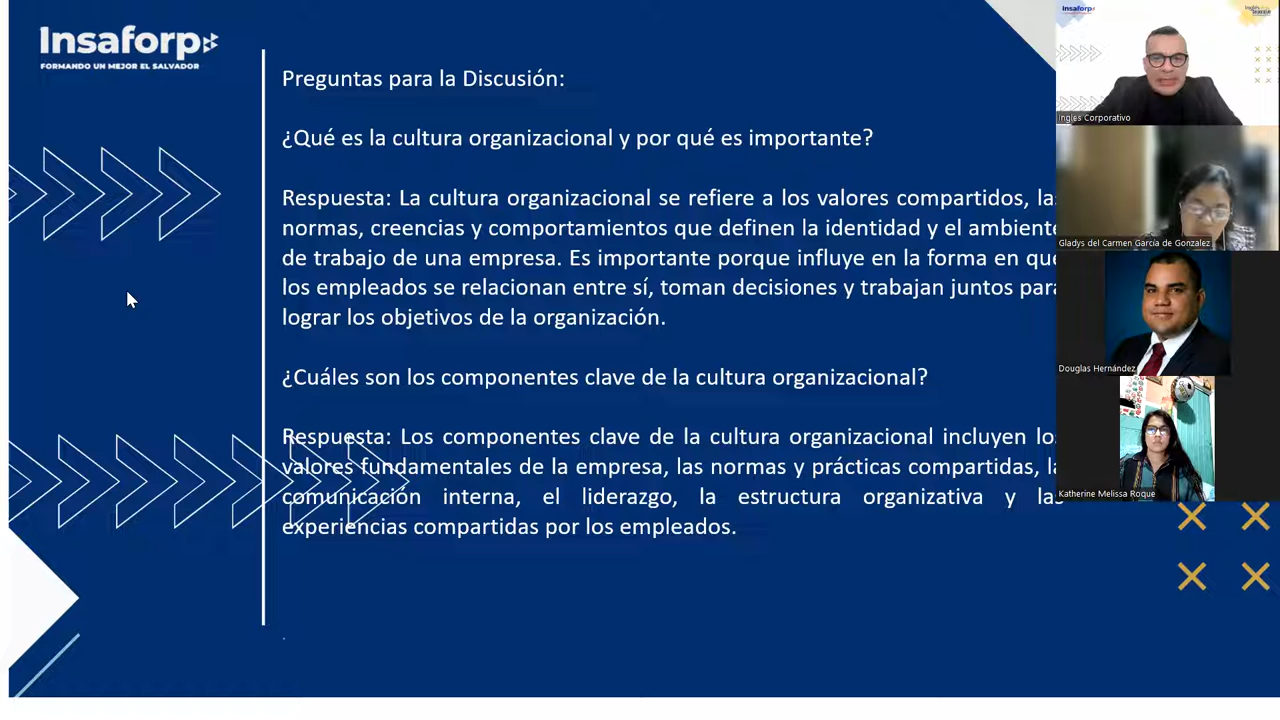 Insaforp
FORMANDO UN MEJOR EL SALVADOR
Preguntas para la Discusión:
¿Qué es la cultura organizacional y por qué es importante?
Respuesta: La cultura organizacional se refiere a los valores compartidos, la
normas, creencias y comportamientos que definen la identidad y el ambiente
de trabajo de una empresa. Es importante porque influye en la forma en que
los empleados se relacionan entre sí, toman decisiones y trabajan juntos para
lograr los objetivos de la organización.
¿Cuáles son los componentes clave de la cultura organizacional?
Respuesta: Los componentes clave de la cultura organizacional incluyen lo
valores fundamentales de la empresa, las normas y prácticas compartidas, la
comunicación interna, el liderazgo, la estructura organizativa y la
experiencias compartidas por los empleados.
.
Insaforp
Ingles Corporativo
Gladys del Carmen García de Gonzalez
Douglas Hernández
Katherine Melissa Roque